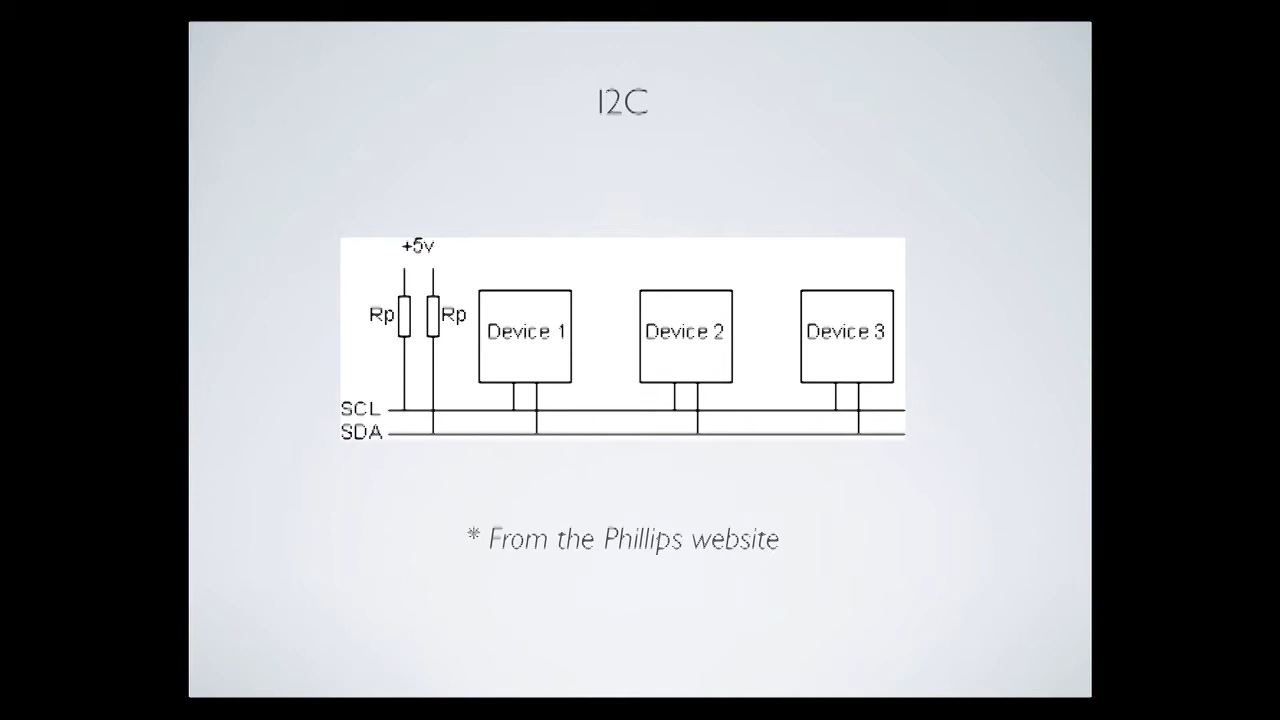 I2C
+5v
Rp Rp Device 1 Device 2 Device 3
SCL
SDA
* From the Phillips website